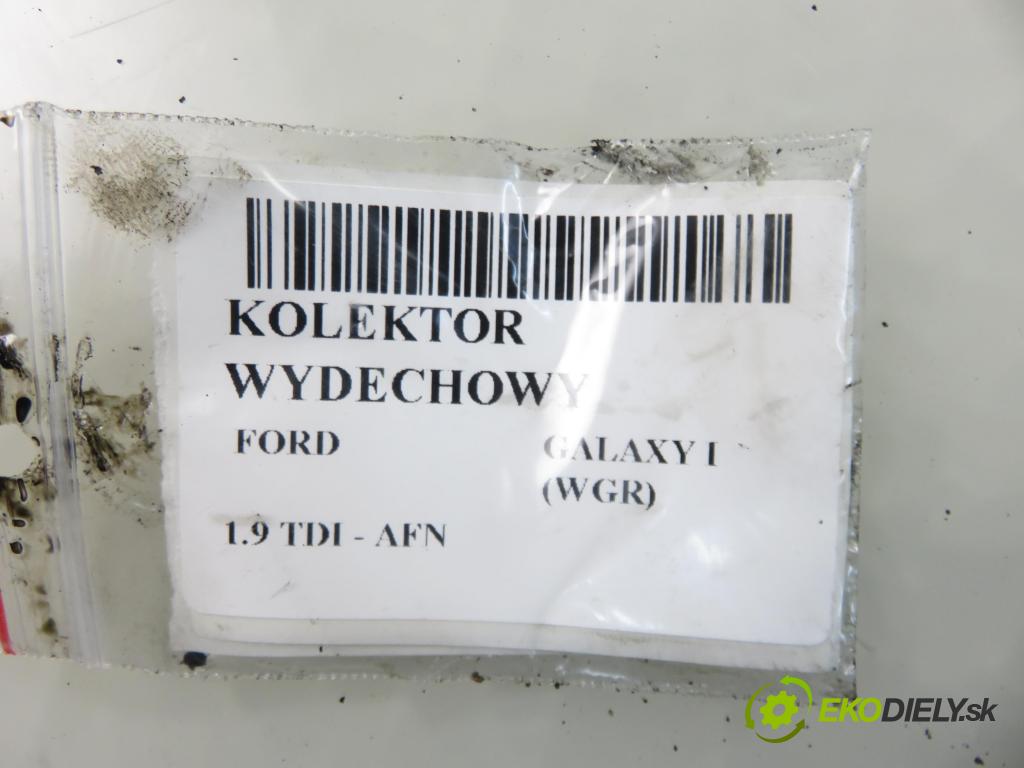 KOLEKTOR
WYDECHOWY
FORD GALAXY I
(WGR)
1.9 TDI - AFN
EKODIELY.sk